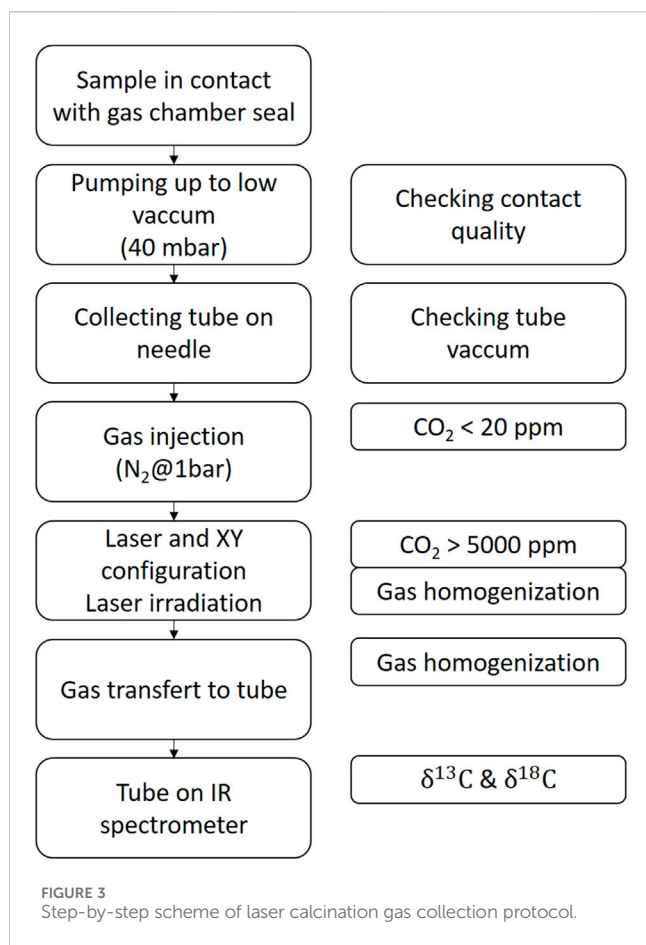 Sample in contact
with gas chamber seal
Pumping up to low
vaccum
(40 mbar)
Checking contact
quality
Collecting tube on
needle
Checking tube
vaccum
Gas injection
(N₂@1bar)
CO₂ < 20 ppm
Laser and XY
configuration
Laser irradiation
CO₂ > 5000 ppm
Gas homogenization
Gas transfert to tube
Gas homogenization
Tube on IR
spectrometer
δ¹³C & δ¹⁸C
FIGURE 3
Step-by-step scheme of laser calcination gas collection protocol.